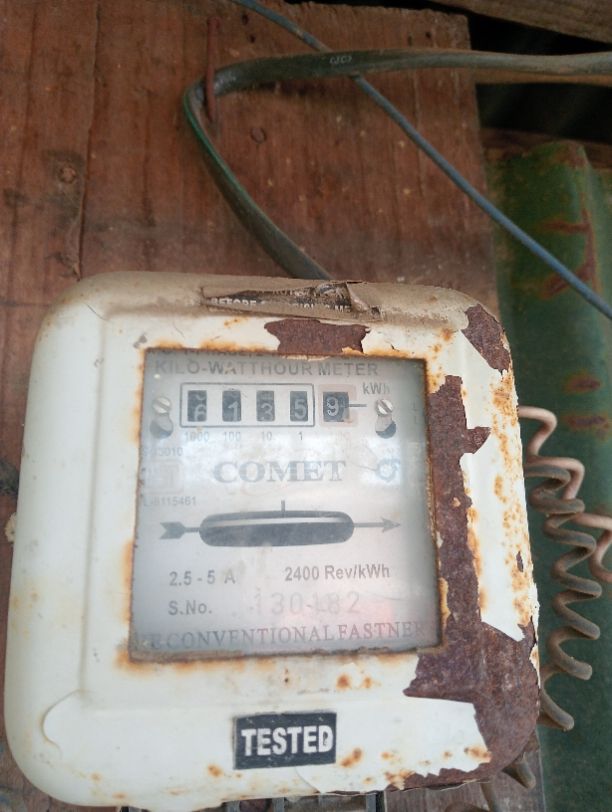 BEFORE
KILO-WATTHOUR METER
kWh
6 1 3 5 9
1000 100 10 1
COMET
2.5 - 5 A 2400 Rev/kWh
S.No. 130182
CONVENTIONAL FASTNER
TESTED